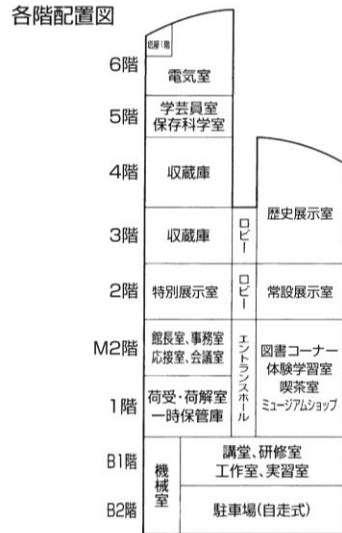 各階配置図
塔屋1階
6階
電気室
5階
学芸員室
保存科学室
4階
収蔵庫
歴史展示室
3階
収蔵庫
ロビー
2階
特別展示室
ロビー
常設展示室
M2階
館長室、事務室
応接室、会議室
エントランスホール
図書コーナー
体験学習室
喫茶室
ミュージアムショップ
1階
荷受・荷解室
一時保管庫
B1階
機械室
講堂、研修室
工作室、実習室
B2階
駐車場(自走式)